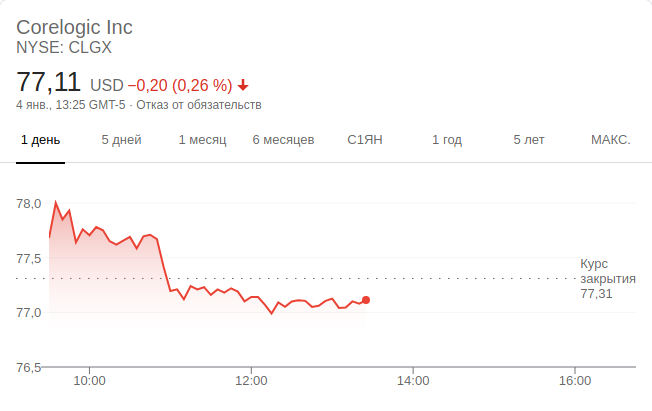 Corelogic Inc
NYSE: CLGX
77,11 USD −0,20 (0,26 %)
4 янв., 13:25 GMT-5 · Отказ от обязательств
1 день 5 дней 1 месяц 6 месяцев С1ЯН 1 год 5 лет МАКС.
78,0
77,5
Курс
закрытия
77,31
77,0
76,5
10:00 12:00 14:00 16:00